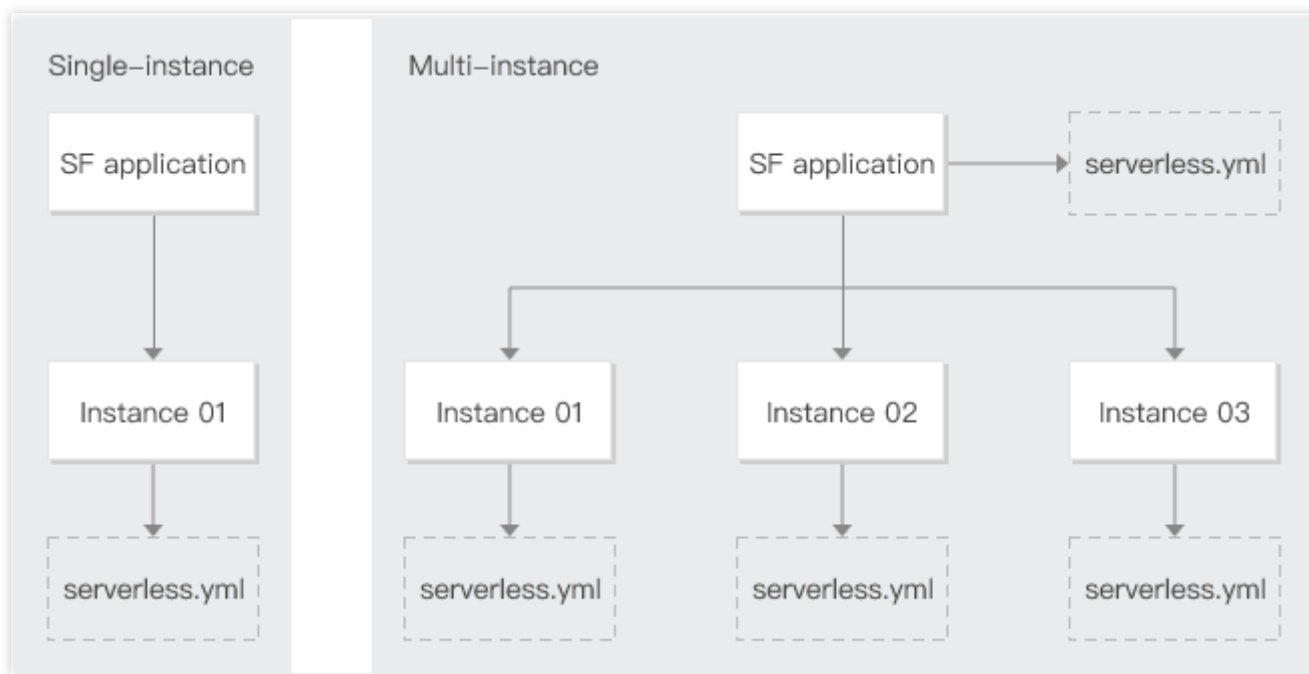 Single-instance
SF application
Instance 01
serverless.yml
Multi-instance
SF application
serverless.yml
Instance 01
Instance 02
Instance 03
serverless.yml
serverless.yml
serverless.yml